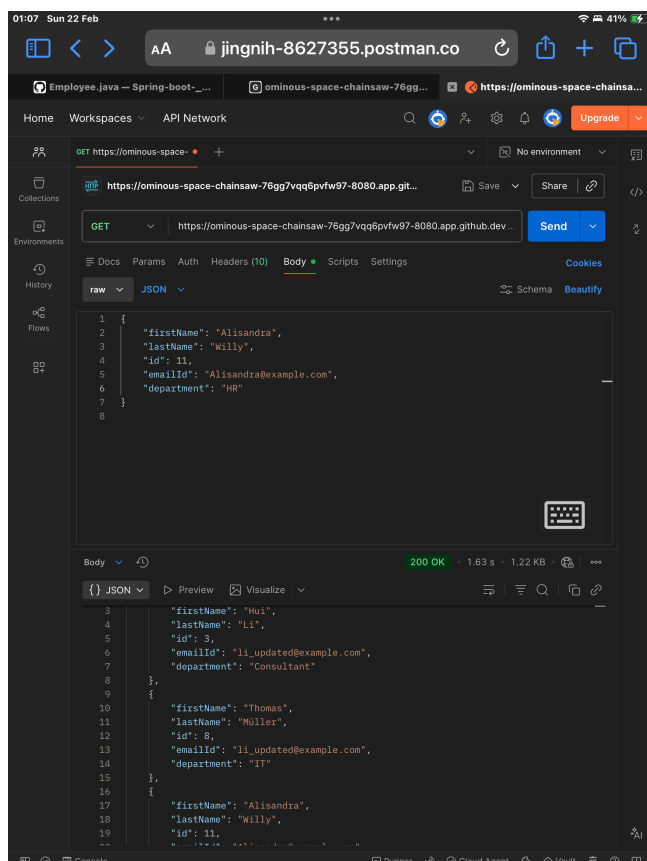 01:07 Sun 22 Feb
41%
AA jingnih-8627355.postman.co
Employee.java — Spring-boot-_...
ominous-space-chainsaw-76gg...
https://ominous-space-chainsa...
Home Workspaces API Network Upgrade
GET https://ominous-space- No environment
Collections
Environments
History
Flows
HTTP https://ominous-space-chainsaw-76gg7vqq6pvfw97-8080.app.git... Save Share
GET https://ominous-space-chainsaw-76gg7vqq6pvfw97-8080.app.github.dev... Send
Docs Params Auth Headers (10) Body Scripts Settings Cookies
raw JSON Schema Beautify
1 {
2 "firstName": "Alisandra",
3 "lastName": "Willy",
4 "id": 11,
5 "emailId": "Alisandra@example.com",
6 "department": "HR"
7 }
8
Body 200 OK 1.63 s 1.22 KB
{} JSON Preview Visualize
3 "firstName": "Hui",
4 "lastName": "Li",
5 "id": 3,
6 "emailId": "li_updated@example.com",
7 "department": "Consultant"
8 },
9 {
10 "firstName": "Thomas",
11 "lastName": "Müller",
12 "id": 8,
13 "emailId": "li_updated@example.com",
14 "department": "IT"
15 },
16 {
17 "firstName": "Alisandra",
18 "lastName": "Willy",
19 "id": 11,
AI
Console Runner Cloud Agent Vault